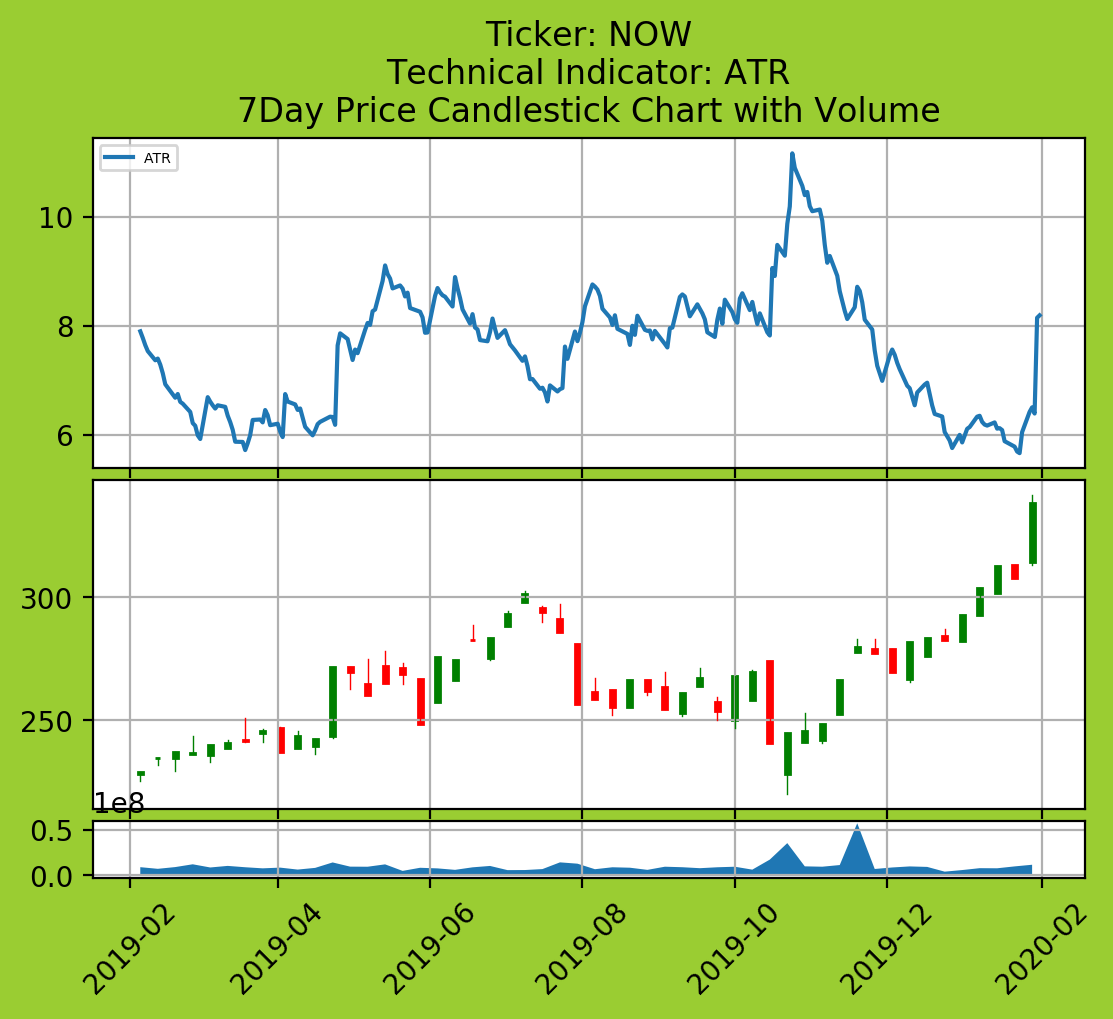 Ticker: NOW
Technical Indicator: ATR
7Day Price Candlestick Chart with Volume
ATR
10
8
6
300
250
1e8
0.5
0.0
2019-02
2019-04
2019-06
2019-08
2019-10
2019-12
2020-02